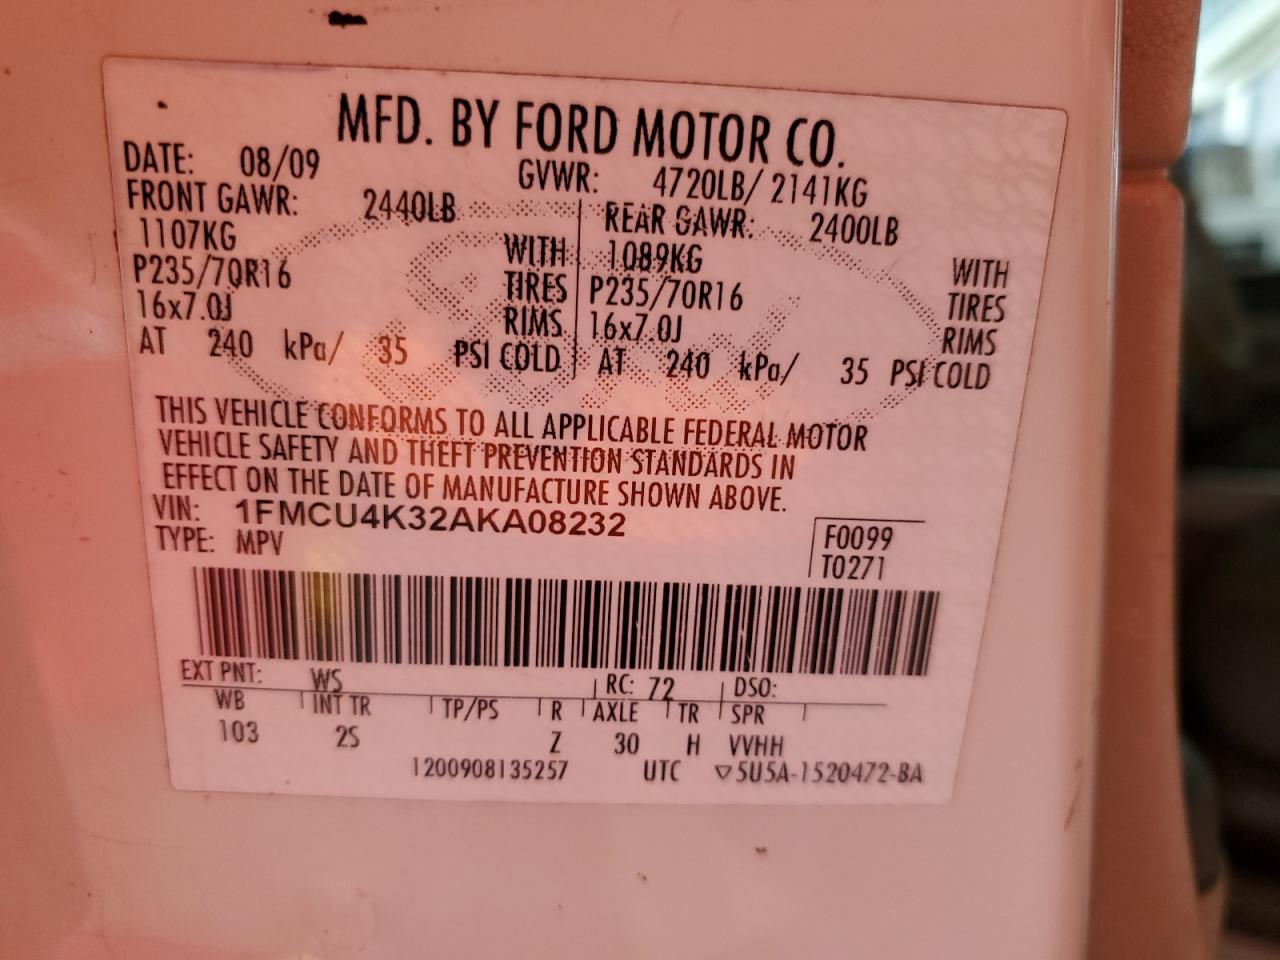 MFD. BY FORD MOTOR CO.
DATE: 08/09 GVWR: 4720LB/ 2141KG
FRONT GAWR: 2440LB REAR GAWR: 2400LB
1107KG WITH 1089KG WITH
P235/70R16 TIRES P235/70R16 TIRES
16x7.0J RIMS 16x7.0J RIMS
AT 240 kPa/ 35 PSI COLD AT 240 kPa/ 35 PSI COLD
THIS VEHICLE CONFORMS TO ALL APPLICABLE FEDERAL MOTOR
VEHICLE SAFETY AND THEFT PREVENTION STANDARDS IN
EFFECT ON THE DATE OF MANUFACTURE SHOWN ABOVE.
VIN: 1FMCU4K32AKA08232
TYPE: MPV
F0099
T0271
EXT PNT: WS RC: 72 DSO:
WB INT TR TP/PS R AXLE TR SPR
103 2S Z 30 H VVHH
1200908135257 UTC ▽5U5A-1520472-BA